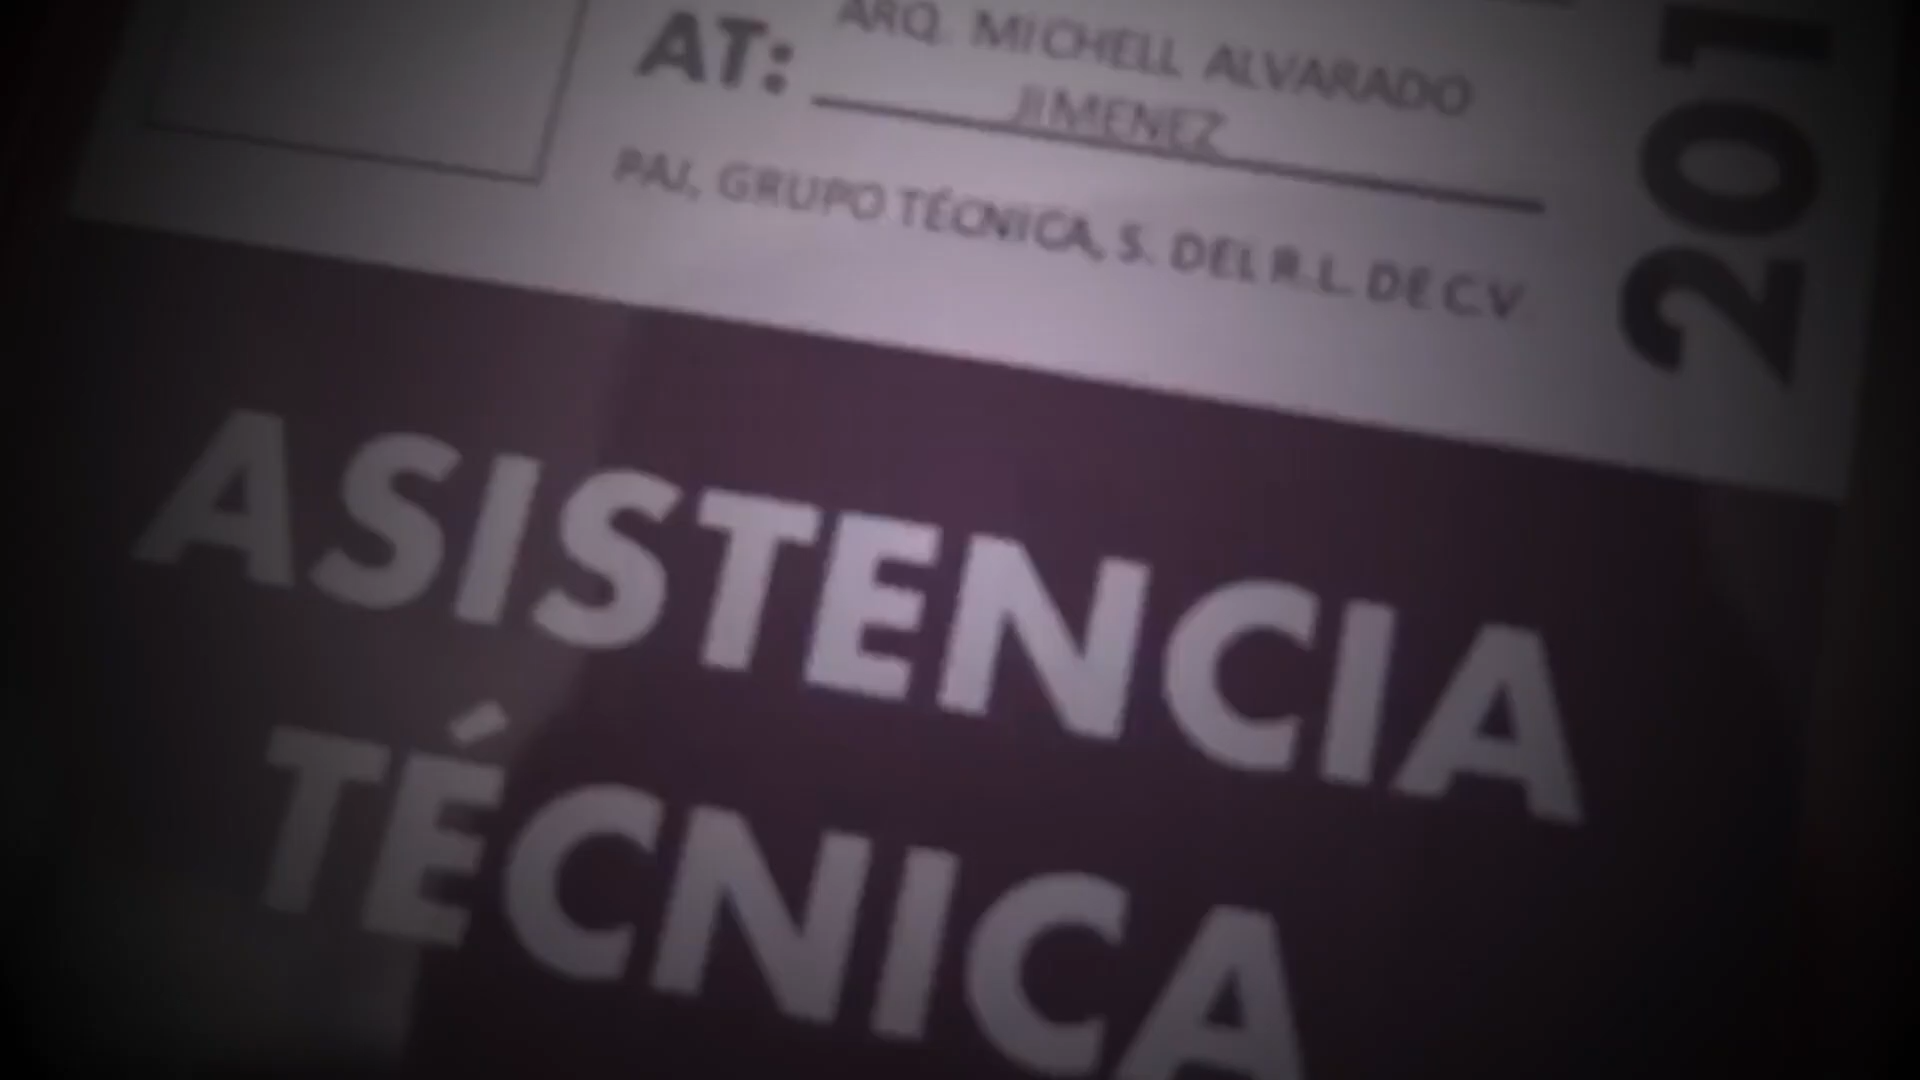 ARQ. MICHELL ALVARADO
AT:
JIMENEZ
PAJ, GRUPO TÉCNICA, S. DEL R.L. DE C.V.
201
ASISTENCIA
TÉCNICA